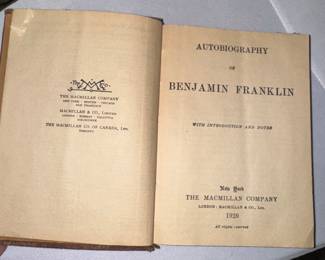 THE MACMILLAN COMPANY
NEW YORK · BOSTON · CHICAGO
SAN FRANCISCO
MACMILLAN & CO., LIMITED
LONDON · BOMBAY · CALCUTTA
MELBOURNE
THE MACMILLAN CO. OF CANADA, LTD.
TORONTO
AUTOBIOGRAPHY
OF
BENJAMIN FRANKLIN
WITH INTRODUCTION AND NOTES
New York
THE MACMILLAN COMPANY
LONDON: MACMILLAN & CO., LTD.
1920
All rights reserved